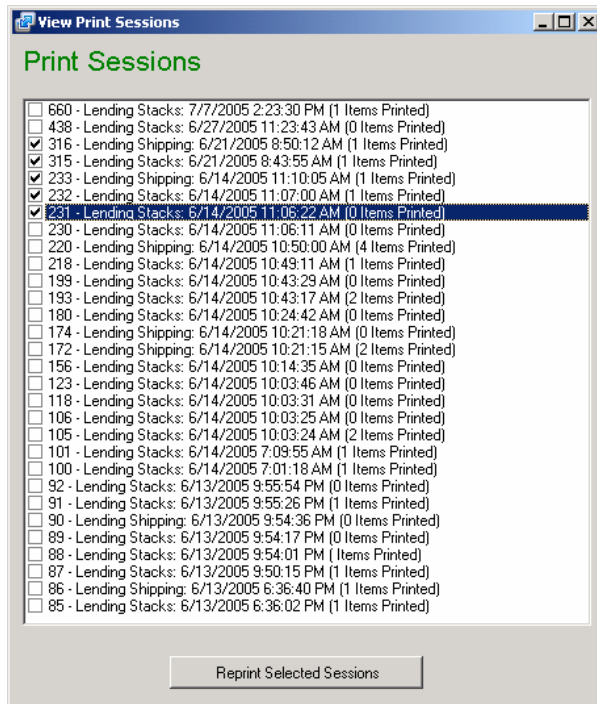 View Print Sessions
Print Sessions
660 - Lending Stacks: 7/7/2005 2:23:30 PM (1 Items Printed)
438 - Lending Stacks: 6/27/2005 11:23:43 AM (0 Items Printed)
316 - Lending Shipping: 6/21/2005 8:50:12 AM (1 Items Printed)
315 - Lending Stacks: 6/21/2005 8:43:55 AM (1 Items Printed)
233 - Lending Shipping: 6/14/2005 11:10:05 AM (1 Items Printed)
232 - Lending Stacks: 6/14/2005 11:07:00 AM (1 Items Printed)
231 - Lending Stacks: 6/14/2005 11:06:22 AM (0 Items Printed)
230 - Lending Stacks: 6/14/2005 11:06:11 AM (0 Items Printed)
220 - Lending Shipping: 6/14/2005 10:50:00 AM (4 Items Printed)
218 - Lending Stacks: 6/14/2005 10:49:11 AM (1 Items Printed)
199 - Lending Stacks: 6/14/2005 10:43:29 AM (0 Items Printed)
193 - Lending Stacks: 6/14/2005 10:43:17 AM (2 Items Printed)
180 - Lending Stacks: 6/14/2005 10:24:42 AM (0 Items Printed)
174 - Lending Shipping: 6/14/2005 10:21:18 AM (0 Items Printed)
172 - Lending Shipping: 6/14/2005 10:21:15 AM (2 Items Printed)
156 - Lending Stacks: 6/14/2005 10:14:35 AM (0 Items Printed)
123 - Lending Stacks: 6/14/2005 10:03:46 AM (0 Items Printed)
118 - Lending Stacks: 6/14/2005 10:03:31 AM (0 Items Printed)
106 - Lending Stacks: 6/14/2005 10:03:25 AM (0 Items Printed)
105 - Lending Stacks: 6/14/2005 10:03:24 AM (2 Items Printed)
101 - Lending Stacks: 6/14/2005 7:09:55 AM (1 Items Printed)
100 - Lending Stacks: 6/14/2005 7:01:18 AM (1 Items Printed)
92 - Lending Stacks: 6/13/2005 9:55:54 PM (0 Items Printed)
91 - Lending Stacks: 6/13/2005 9:55:26 PM (1 Items Printed)
90 - Lending Shipping: 6/13/2005 9:54:36 PM (0 Items Printed)
89 - Lending Stacks: 6/13/2005 9:54:17 PM (0 Items Printed)
88 - Lending Stacks: 6/13/2005 9:54:01 PM ( Items Printed)
87 - Lending Stacks: 6/13/2005 9:50:15 PM (1 Items Printed)
86 - Lending Shipping: 6/13/2005 6:36:40 PM (1 Items Printed)
85 - Lending Stacks: 6/13/2005 6:36:02 PM (1 Items Printed)
Reprint Selected Sessions